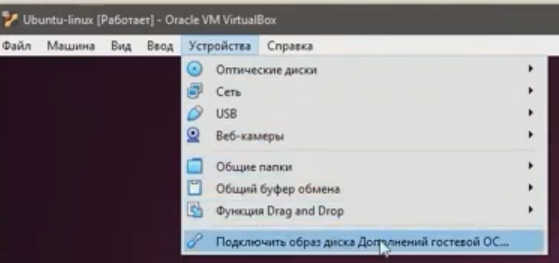 Ubuntu-linux [Работает] - Oracle VM VirtualBox
Файл Машина Вид Ввод Устройства Справка
Оптические диски
Сеть
USB
Веб-камеры
Общие папки
Общий буфер обмена
Функция Drag and Drop
Подключить образ диска Дополнений гостевой ОС...